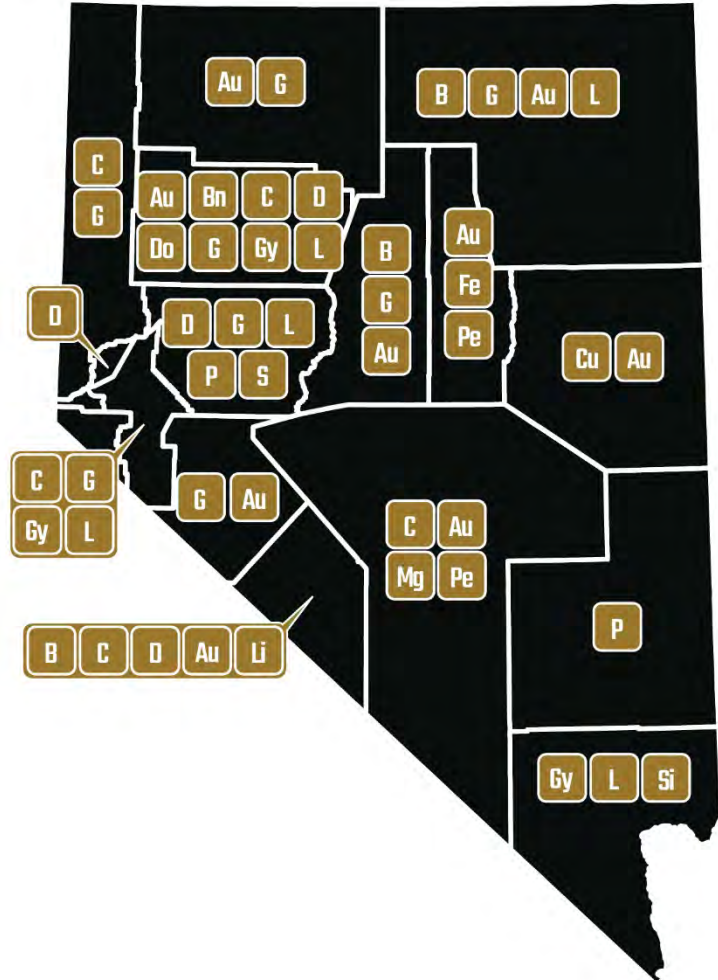 Au G
B G Au L
C
G
Au Bn C D
Do G Gy L
B
G
Au
Au
Fe
Pe
D
D G L
P S
Cu Au
C G
Gy L
G Au
C Au
Mg Pe
B C D Au Li
P
Gy L Si